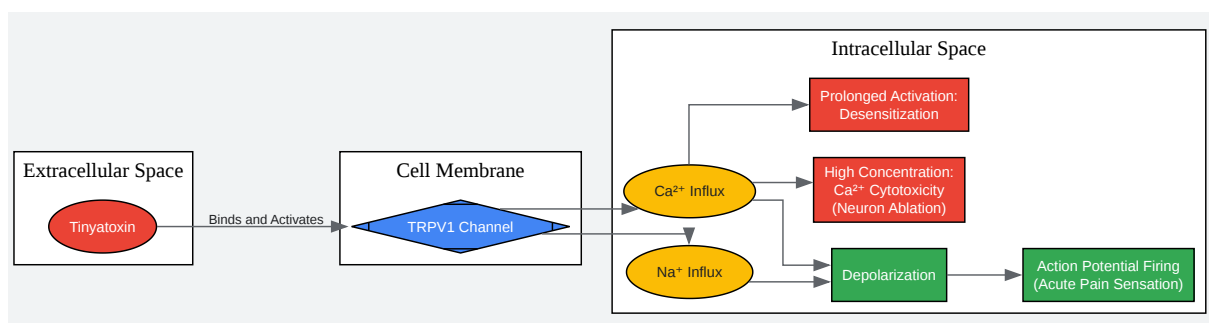 Extracellular Space
Tinyatoxin
Binds and Activates
Cell Membrane
TRPV1 Channel
Intracellular Space
Prolonged Activation:
Desensitization
Ca²⁺ Influx
High Concentration:
Ca²⁺ Cytotoxicity
(Neuron Ablation)
Na⁺ Influx
Depolarization
Action Potential Firing
(Acute Pain Sensation)